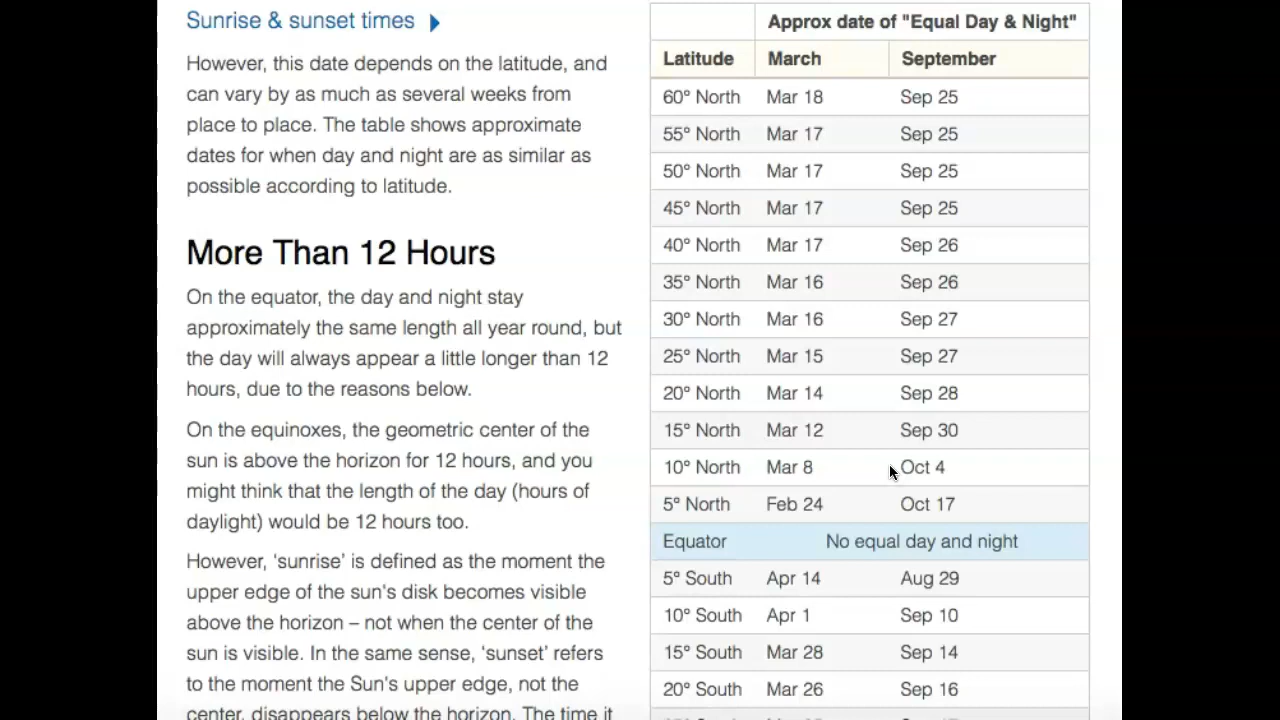 Sunrise & sunset times
However, this date depends on the latitude, and
can vary by as much as several weeks from
place to place. The table shows approximate
dates for when day and night are as similar as
possible according to latitude.
More Than 12 Hours
On the equator, the day and night stay
approximately the same length all year round, but
the day will always appear a little longer than 12
hours, due to the reasons below.
On the equinoxes, the geometric center of the
sun is above the horizon for 12 hours, and you
might think that the length of the day (hours of
daylight) would be 12 hours too.
However, ‘sunrise’ is defined as the moment the
upper edge of the sun's disk becomes visible
above the horizon – not when the center of the
sun is visible. In the same sense, ‘sunset’ refers
to the moment the Sun's upper edge, not the
center, disappears below the horizon. The time it
Approx date of "Equal Day & Night"
Latitude March September
60° North Mar 18 Sep 25
55° North Mar 17 Sep 25
50° North Mar 17 Sep 25
45° North Mar 17 Sep 25
40° North Mar 17 Sep 26
35° North Mar 16 Sep 26
30° North Mar 16 Sep 27
25° North Mar 15 Sep 27
20° North Mar 14 Sep 28
15° North Mar 12 Sep 30
10° North Mar 8 Oct 4
5° North Feb 24 Oct 17
Equator No equal day and night
5° South Apr 14 Aug 29
10° South Apr 1 Sep 10
15° South Mar 28 Sep 14
20° South Mar 26 Sep 16